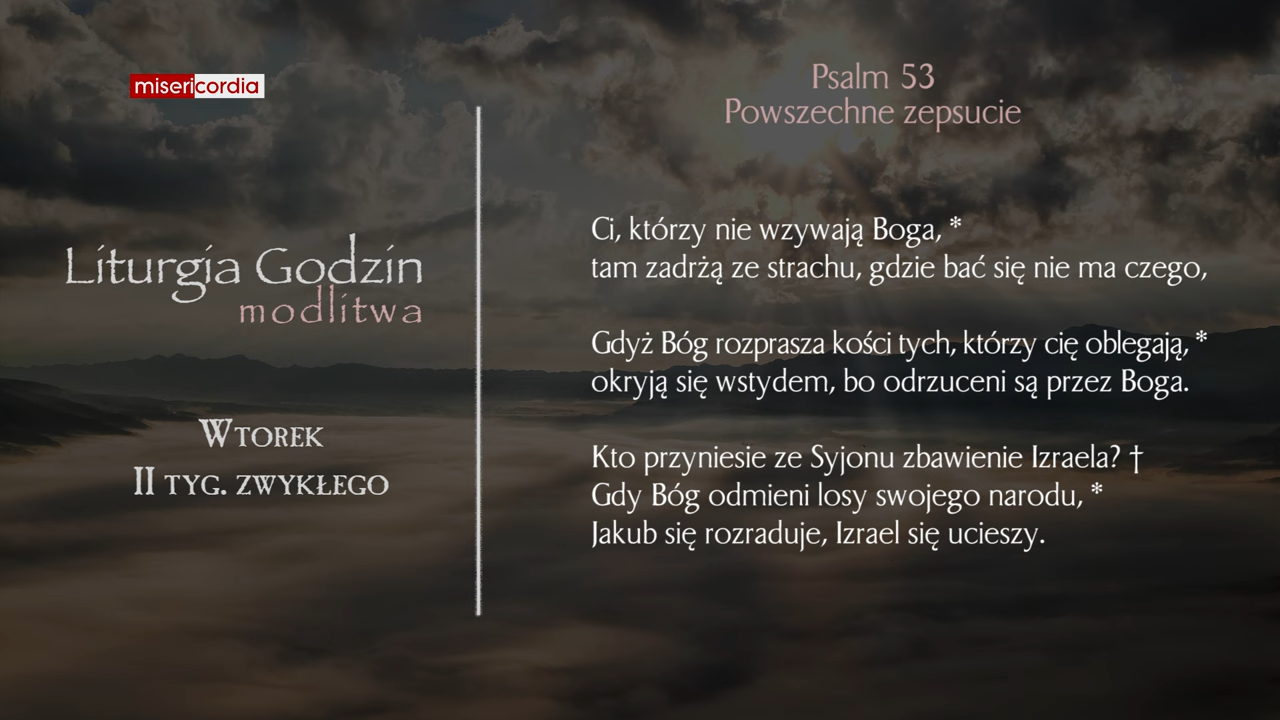 misericordia
Liturgia Godzin
modlitwa
Wtorek
II tyg. zwykłego
Psalm 53
Powszechne zepsucie
Ci, którzy nie wzywają Boga, *
tam zadrżą ze strachu, gdzie bać się nie ma czego,
Gdyż Bóg rozprasza kości tych, którzy cię oblegają, *
okryją się wstydem, bo odrzuceni są przez Boga.
Kto przyniesie ze Syjonu zbawienie Izraela? †
Gdy Bóg odmieni losy swojego narodu, *
Jakub się rozraduje, Izrael się ucieszy.